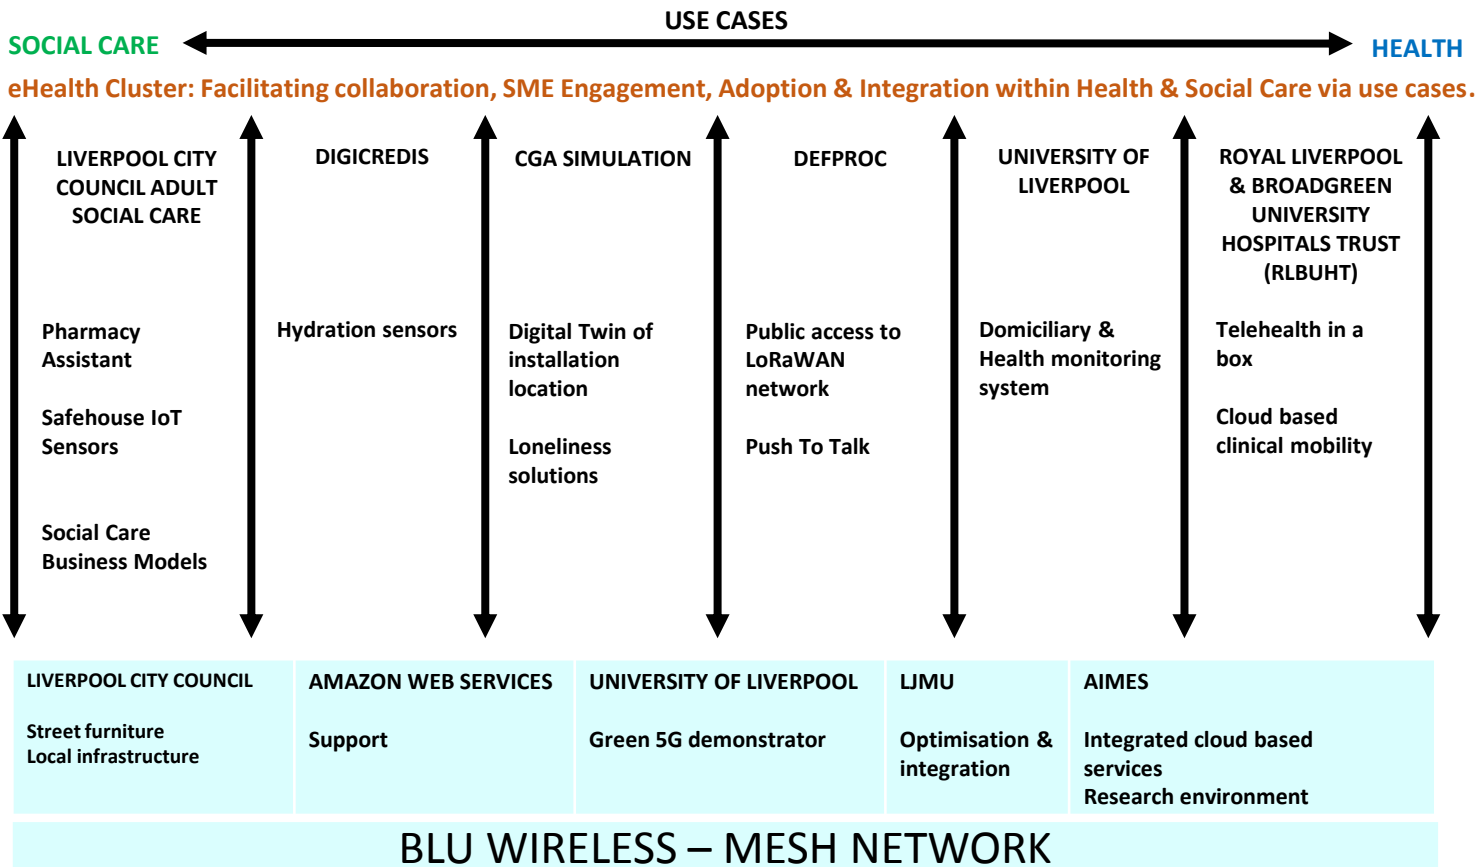 USE CASES
SOCIAL CARE
HEALTH
eHealth Cluster: Facilitating collaboration, SME Engagement, Adoption & Integration within Health & Social Care via use cases.
LIVERPOOL CITY
COUNCIL ADULT
SOCIAL CARE
Pharmacy
Assistant
Safehouse IoT
Sensors
Social Care
Business Models
DIGICREDIS
Hydration sensors
CGA SIMULATION
Digital Twin of
installation
location
Loneliness
solutions
DEFPROC
Public access to
LoRaWAN
network
Push To Talk
UNIVERSITY OF
LIVERPOOL
Domiciliary &
Health monitoring
system
ROYAL LIVERPOOL
& BROADGREEN
UNIVERSITY
HOSPITALS TRUST
(RLBUHT)
Telehealth in a
box
Cloud based
clinical mobility
LIVERPOOL CITY COUNCIL
Street furniture
Local infrastructure
AMAZON WEB SERVICES
Support
UNIVERSITY OF LIVERPOOL
Green 5G demonstrator
LJMU
Optimisation &
integration
AIMES
Integrated cloud based
services
Research environment
BLU WIRELESS – MESH NETWORK